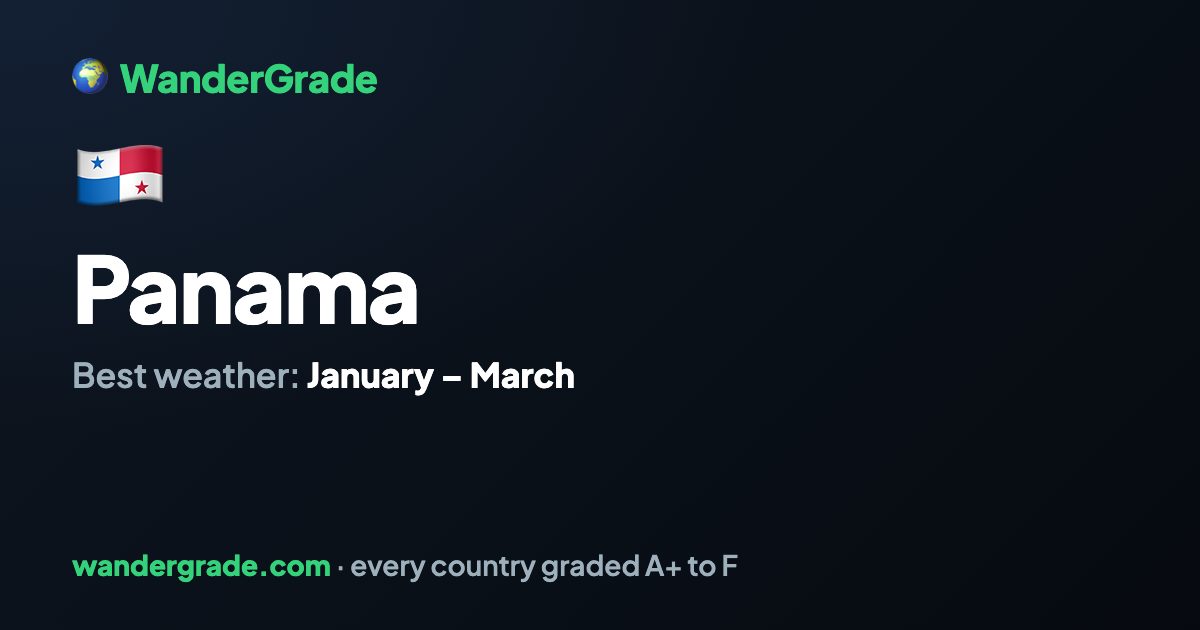 WanderGrade
Panama
Best weather: January – March
wandergrade.com · every country graded A+ to F